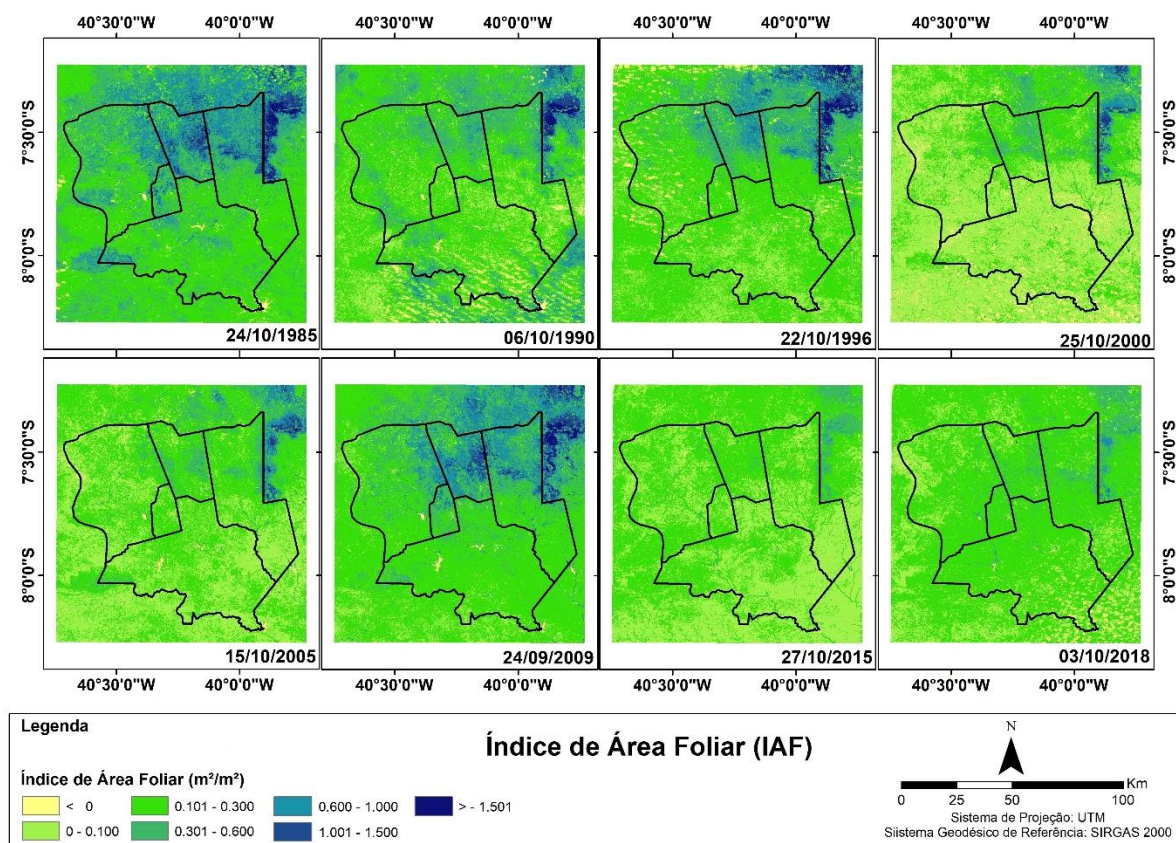 40°30'0"W 40°0'0"W 40°30'0"W 40°0'0"W
40°30'0"W 40°0'0"W 40°30'0"W 40°0'0"W
7°30'0"S
7°30'0"S
8°0'0"S
8°0'0"S
24/10/1985
06/10/1990
22/10/1996
25/10/2000
7°30'0"S
7°30'0"S
8°0'0"S
8°0'0"S
15/10/2005
24/09/2009
27/10/2015
03/10/2018
40°30'0"W 40°0'0"W 40°30'0"W 40°0'0"W
40°30'0"W 40°0'0"W 40°30'0"W 40°0'0"W
Legenda
Índice de Área Foliar (IAF)
Índice de Área Foliar (m²/m²)
< 0
0.101 - 0.300
0.600 - 1.000
> - 1.501
0 - 0.100
0.301 - 0.600
1.001 - 1.500
N
Km
0 25 50 100
Sistema de Projeção: UTM
Siistema Geodésico de Referência: SIRGAS 2000